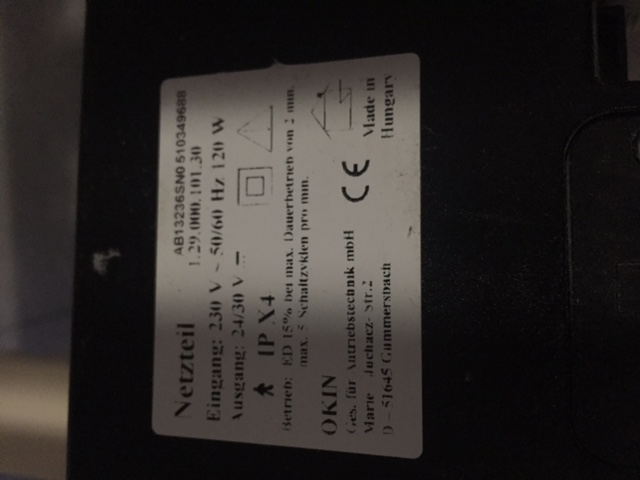 AB13236SN0 510349688
Netzteil 1.29.000.101.30
Eingang: 230 V ~ 50/60 Hz 120 W
Ausgang: 24/30 V
IP X4
Betrieb: ED 15% bei max. Dauerbetrieb von 2 min.
max. 5 Schaltzyklen pro min.
OKIN
Ges. für Antriebstechnik mbH
Marie - Juchacz- Str.2
D – 51645 Gummersbach
CE
Made in
Hungary